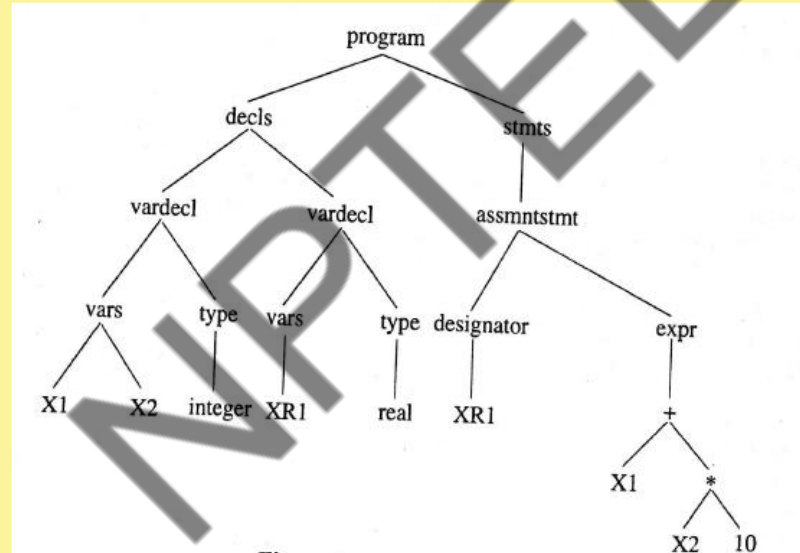 program
decls
stmts
vardecl
vardecl
assmntstmt
vars
type
vars
type
designator
expr
X1
X2
integer
XR1
real
XR1
+
X1
*
X2
10
NPTEL